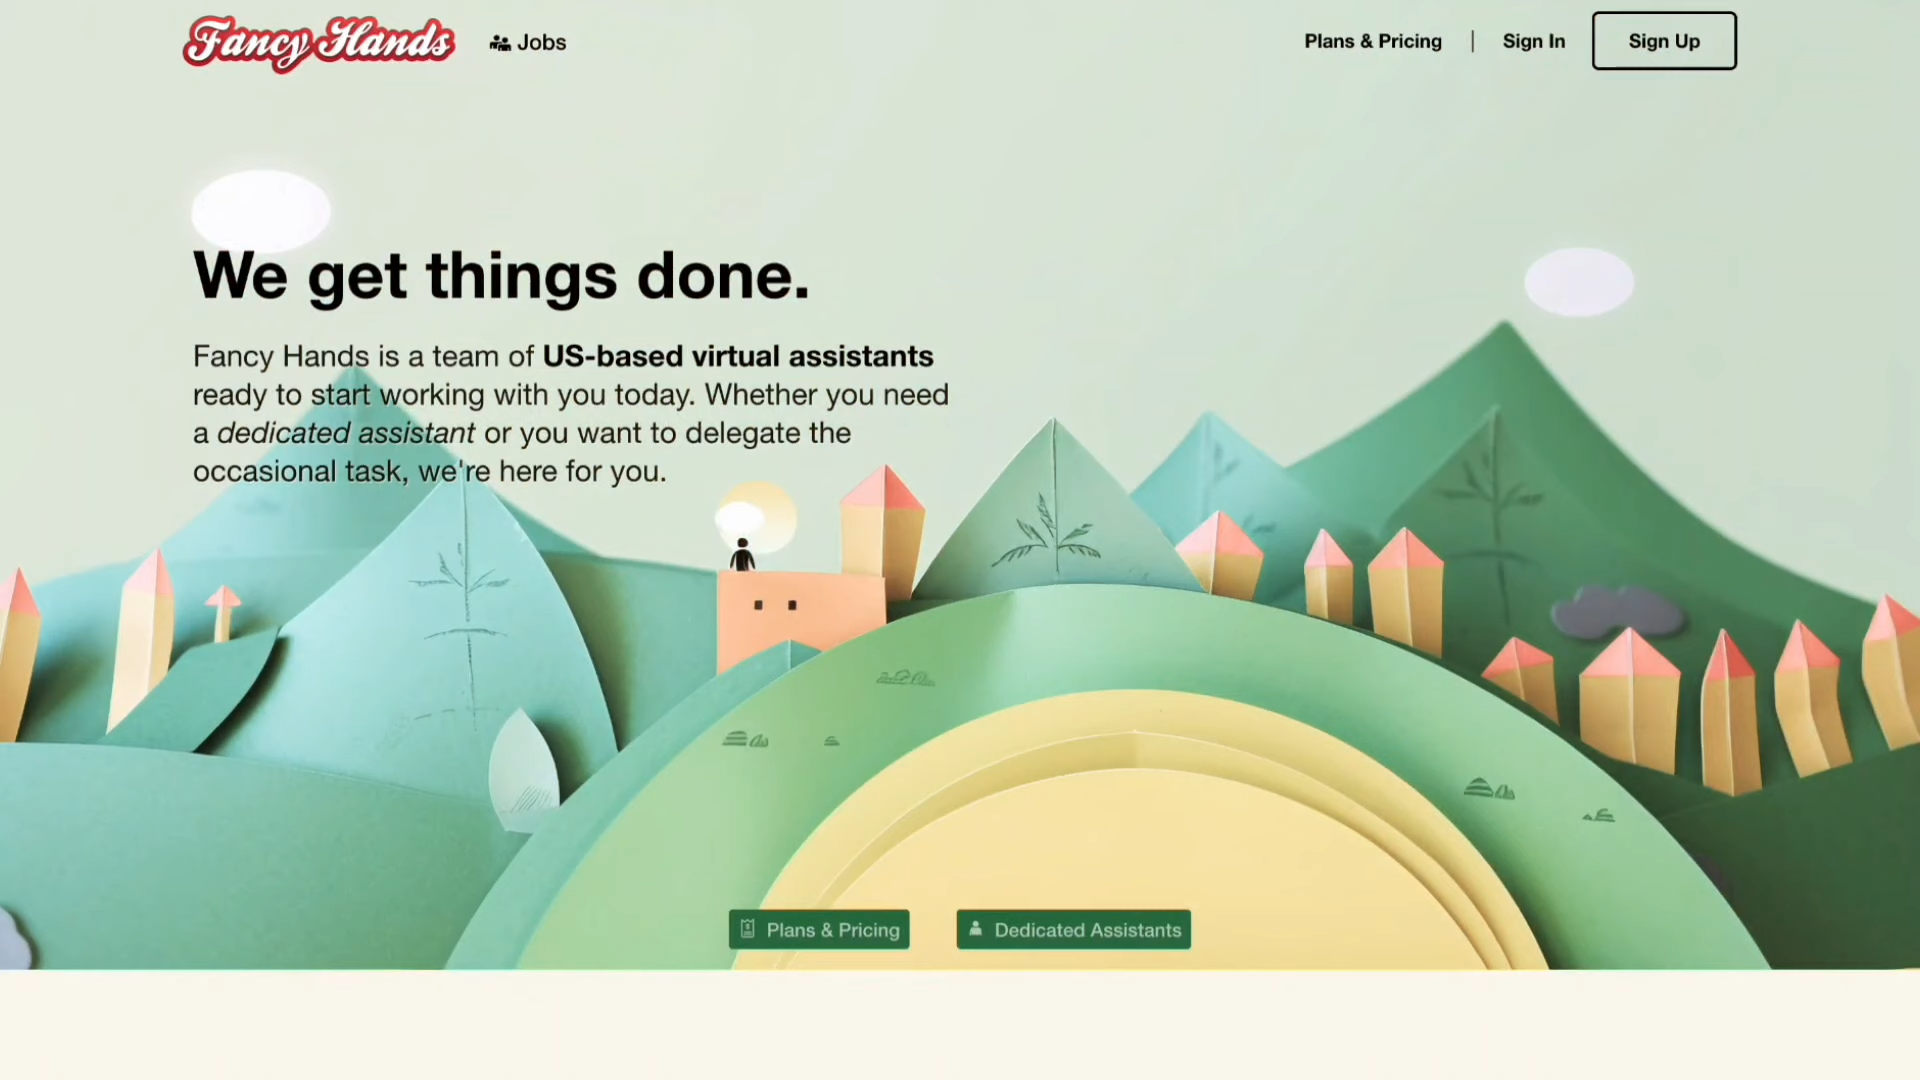 Fancy Hands
Jobs
Plans & Pricing | Sign In
Sign Up
We get things done.
Fancy Hands is a team of US-based virtual assistants
ready to start working with you today. Whether you need
a dedicated assistant or you want to delegate the
occasional task, we're here for you.
Plans & Pricing
Dedicated Assistants